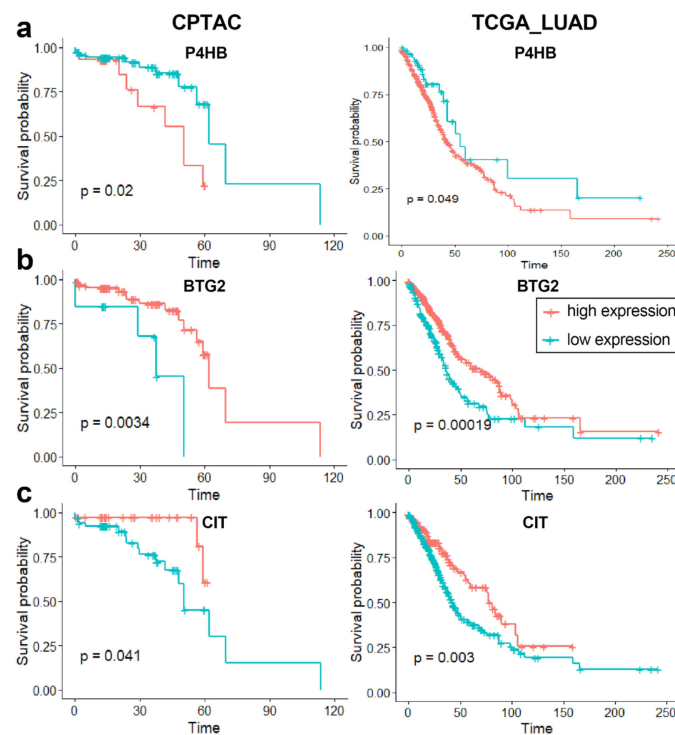 CPTAC TCGA_LUAD
a
P4HB P4HB
Survival probability
1.00
0.75
0.50
0.25
0.00
p = 0.02
0 30 60 90 120
Time
Survival probability
1.00
0.75
0.50
0.25
0.00
p = 0.049
0 50 100 150 200 250
Time
b
BTG2 BTG2
Survival probability
1.00
0.75
0.50
0.25
0.00
p = 0.0034
0 30 60 90 120
Time
Survival probability
1.00
0.75
0.50
0.25
0.00
high expression
low expression
p = 0.00019
0 50 100 150 200 250
Time
c
CIT CIT
Survival probability
1.00
0.75
0.50
0.25
0.00
p = 0.041
0 30 60 90 120
Time
Survival probability
1.00
0.75
0.50
0.25
0.00
p = 0.003
0 50 100 150 200 250
Time